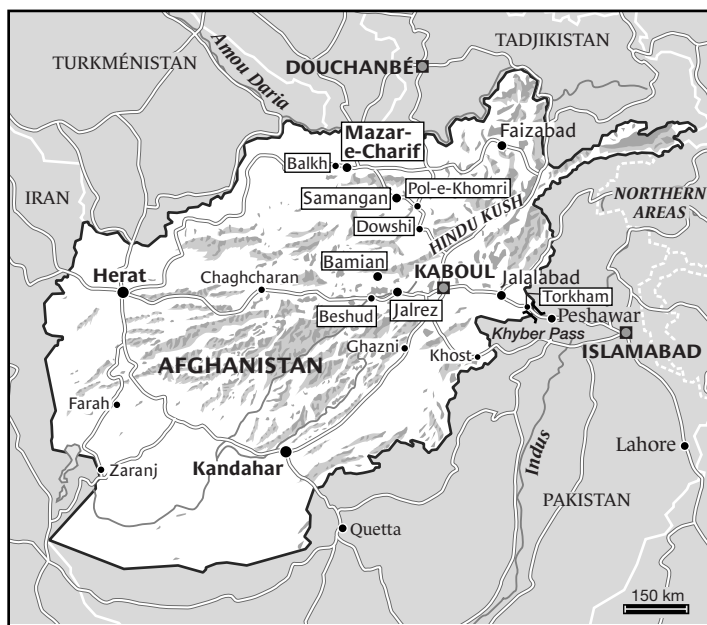 TURKMÉNISTAN
Amou Daria
DOUCHANBÉ
TADJIKISTAN
Mazar-
e-Charif
Faizabad
Balkh
Samangan
Pol-e-Khomri
IRAN
NORTHERN
AREAS
Dowshi
HINDU KUSH
Bamian
Herat
Chaghcharan
KABOUL
Jalalabad
Torkham
Beshud
Jalrez
Peshawar
Khyber Pass
Ghazni
Khost
ISLAMABAD
AFGHANISTAN
Farah
Lahore
Zaranj
Kandahar
Indus
PAKISTAN
Quetta
150 km